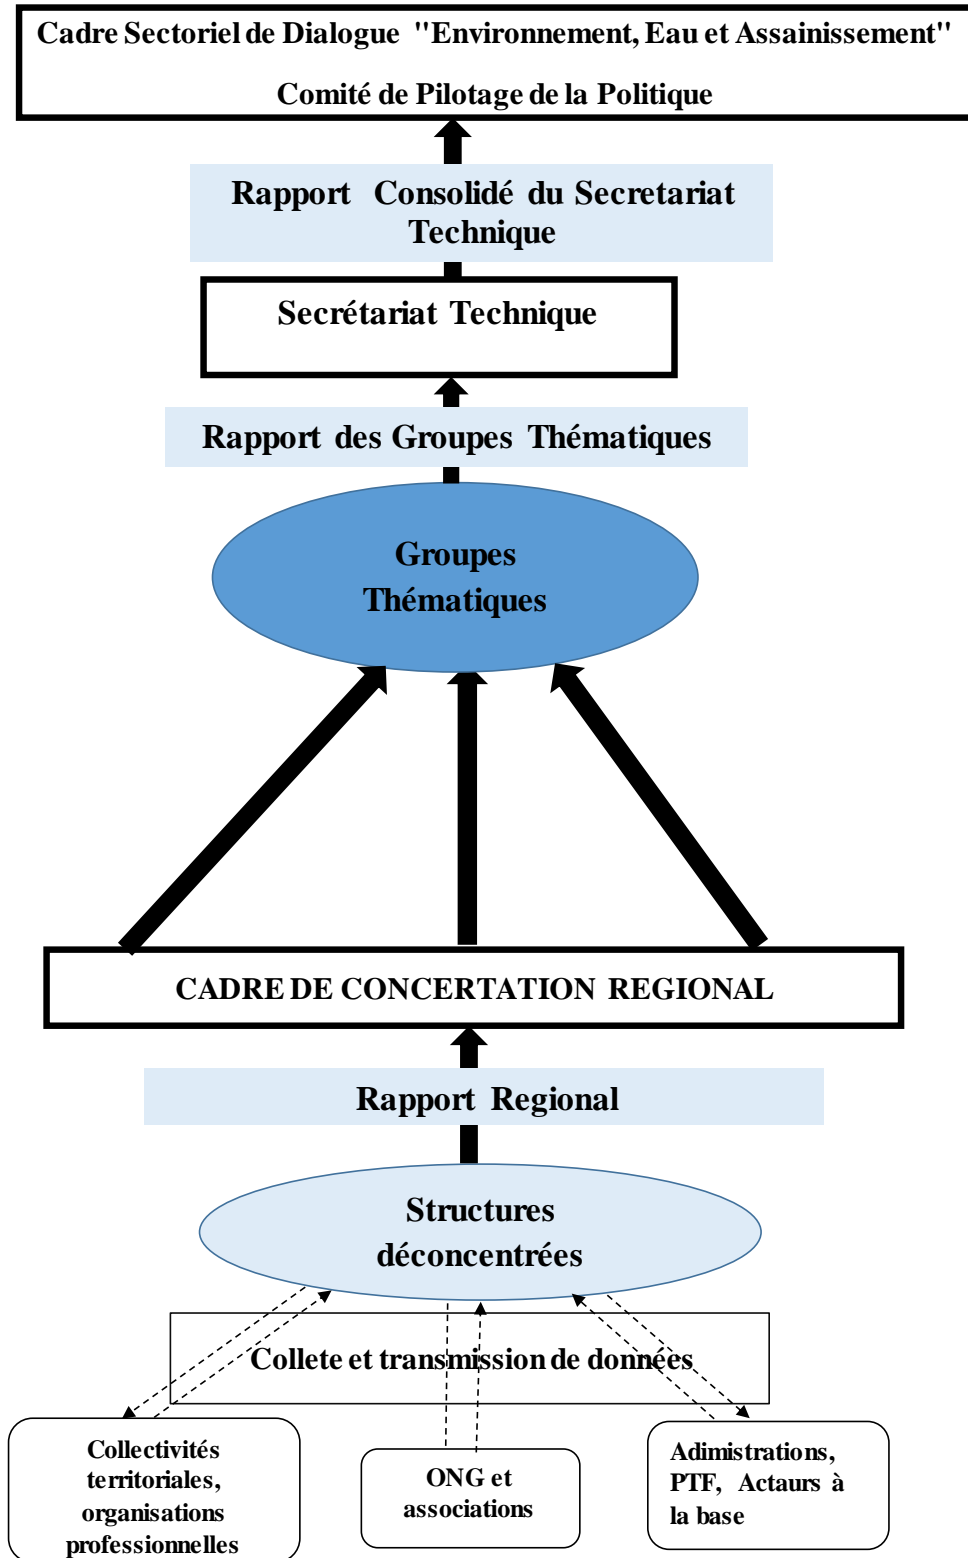 Cadre Sectoriel de Dialogue "Environnement, Eau et Assainissement"
Comité de Pilotage de la Politique
Rapport Consolidé du Secretariat
Technique
Secrétariat Technique
Rapport des Groupes Thématiques
Groupes
Thématiques
CADRE DE CONCERTATION REGIONAL
Rapport Regional
Structures
déconcentrées
Collete et transmission de données
Collectivités
territoriales,
organisations
professionnelles
ONG et
associations
Adimistrations,
PTF, Actaurs à
la base